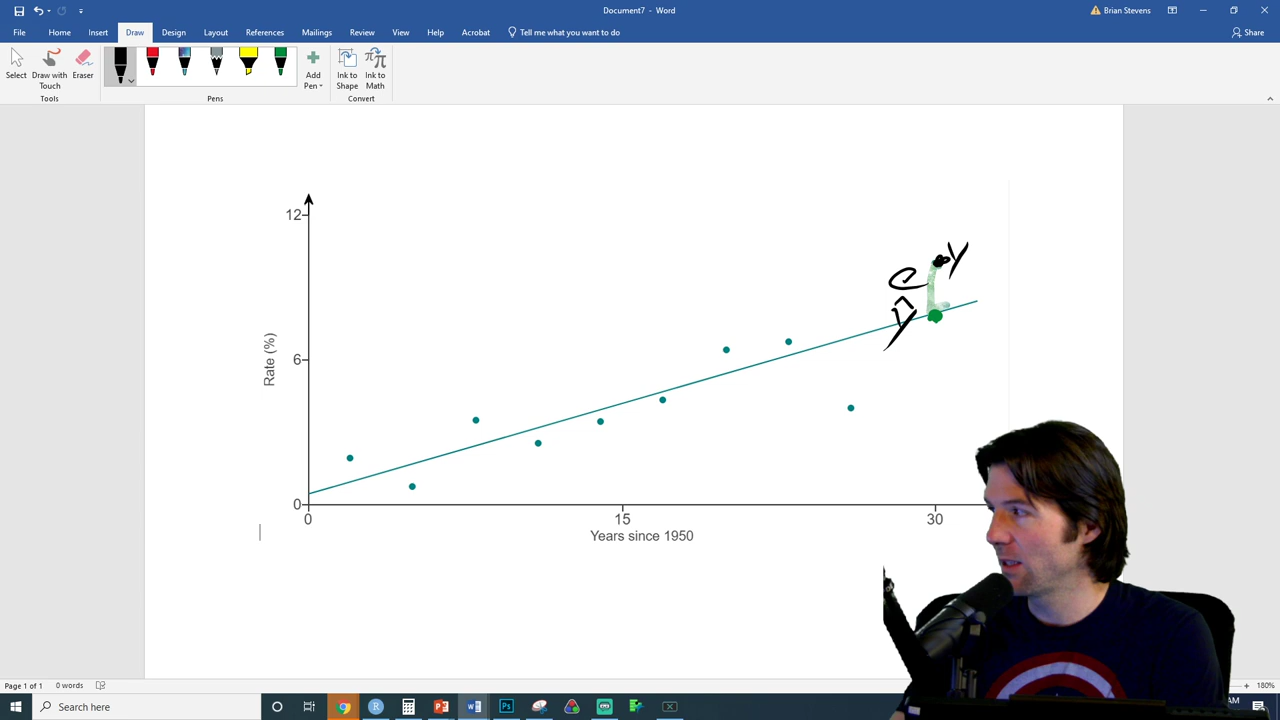 Document7 - Word
Brian Stevens
File Home Insert Draw Design Layout References Mailings Review View Help Acrobat Tell me what you want to do Share
Select
Draw with Touch
Eraser
Add Pen
Ink to Shape
Ink to Math
Tools
Pens
Convert
12
6
0
Rate (%)
0 15 30
Years since 1950
y
e
ŷ
Page 1 of 1 0 words
180%
Search here
AM